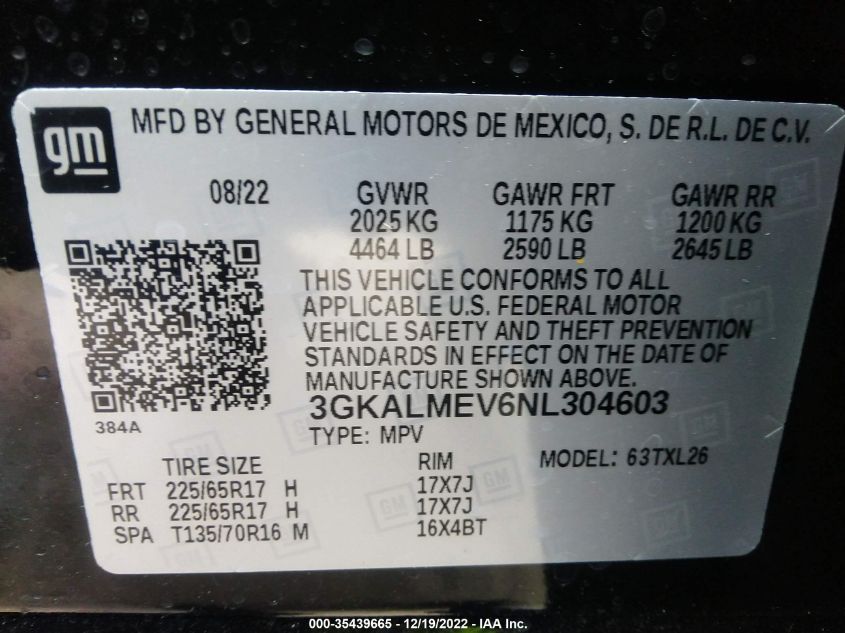 gm
MFD BY GENERAL MOTORS DE MEXICO, S. DE R.L. DE C.V.
08/22 GVWR GAWR FRT GAWR RR
2025 KG 1175 KG 1200 KG
4464 LB 2590 LB 2645 LB
THIS VEHICLE CONFORMS TO ALL
APPLICABLE U.S. FEDERAL MOTOR
VEHICLE SAFETY AND THEFT PREVENTION
STANDARDS IN EFFECT ON THE DATE OF
MANUFACTURE SHOWN ABOVE.
384A
3GKALMEV6NL304603
TYPE: MPV
TIRE SIZE RIM MODEL: 63TXL26
FRT 225/65R17 H 17X7J
RR 225/65R17 H 17X7J
SPA T135/70R16 M 16X4BT
000-35439665 - 12/19/2022 - IAA Inc.